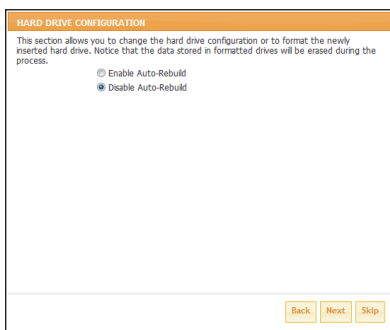 HARD DRIVE CONFIGURATION
This section allows you to change the hard drive configuration or to format the newly
inserted hard drive. Notice that the data stored in formatted drives will be erased during the
process.
Enable Auto-Rebuild
Disable Auto-Rebuild
Back Next Skip